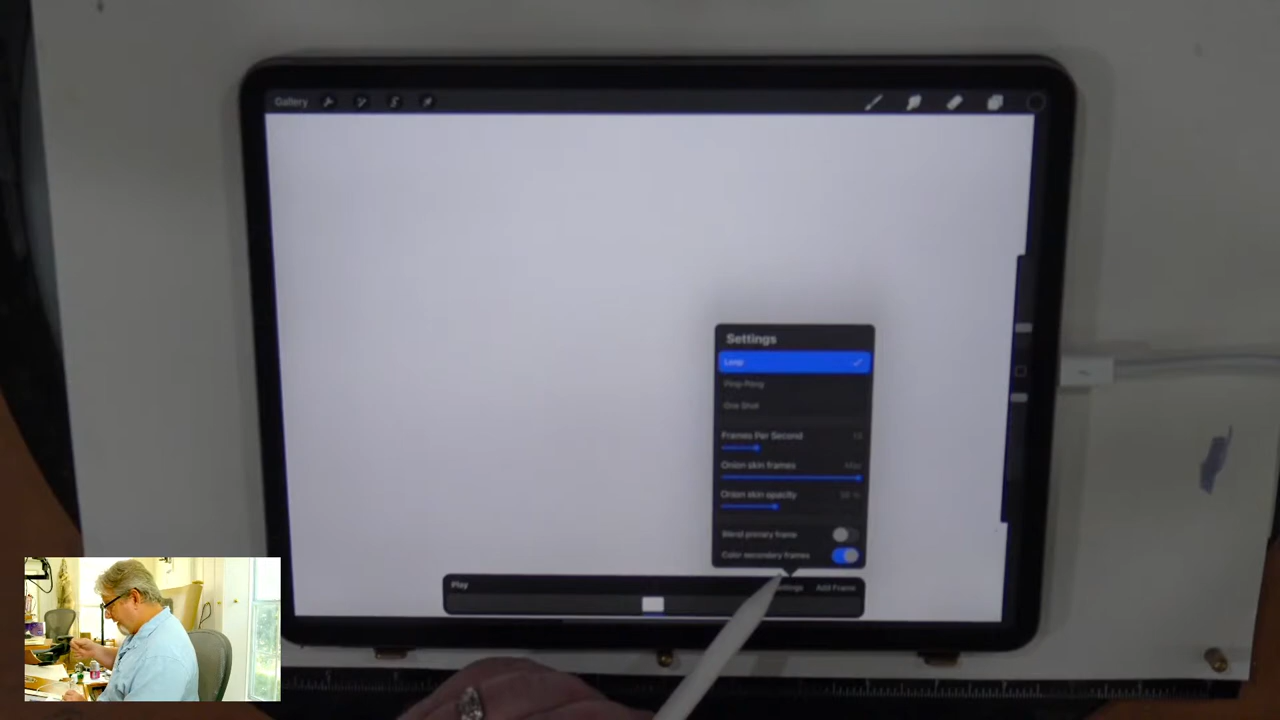 Gallery
Settings
Loop
Ping-Pong
One Shot
Frames Per Second
Onion skin frames Max
Onion skin opacity
Blend primary frame
Color secondary frames
Play Settings Add Frame